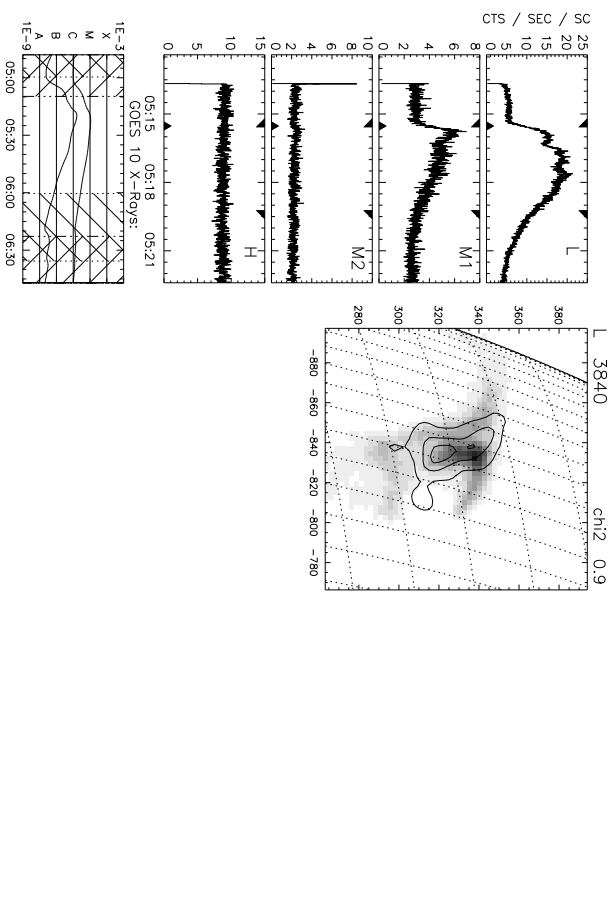 CTS / SEC / SC
25
20
15
10
5
0
L
8
6
4
2
0
M1
10
8
6
4
2
0
M2
15
10
5
0
H
05:15 05:18 05:21
GOES 10 X-Rays:
1E-3
X
M
C
B
A
1E-9
05:00 05:30 06:00 06:30
L 3840 chi2 0.9
380
360
340
320
300
280
-880 -860 -840 -820 -800 -780